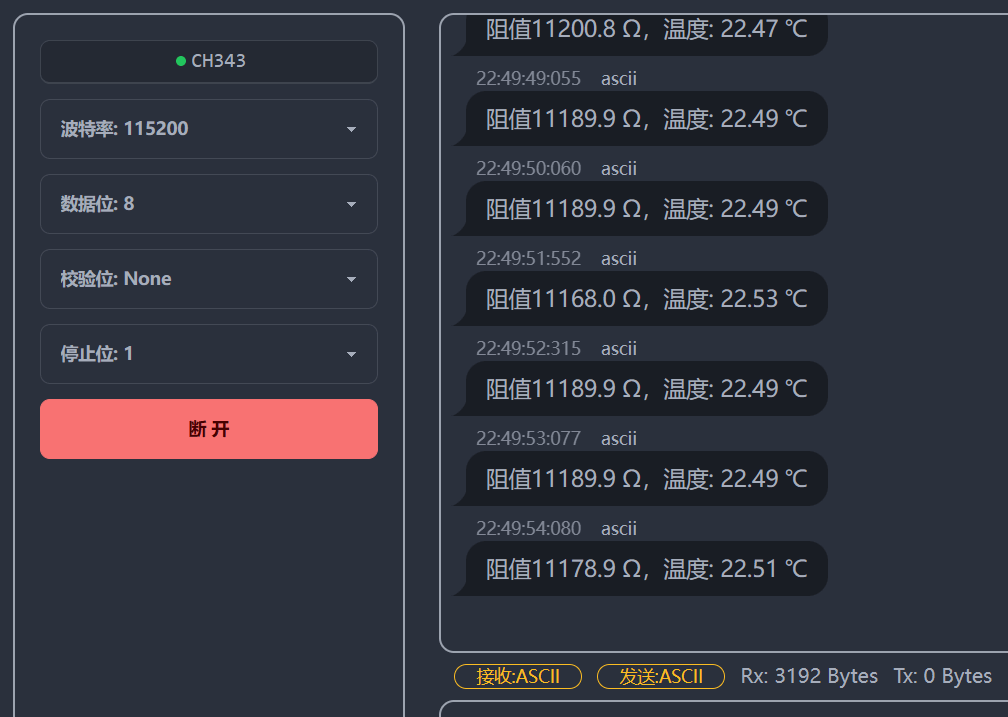 CH343
波特率: 115200
数据位: 8
校验位: None
停止位: 1
断 开
阻值11200.8 Ω，温度: 22.47 ℃
22:49:49:055 ascii
阻值11189.9 Ω，温度: 22.49 ℃
22:49:50:060 ascii
阻值11189.9 Ω，温度: 22.49 ℃
22:49:51:552 ascii
阻值11168.0 Ω，温度: 22.53 ℃
22:49:52:315 ascii
阻值11189.9 Ω，温度: 22.49 ℃
22:49:53:077 ascii
阻值11189.9 Ω，温度: 22.49 ℃
22:49:54:080 ascii
阻值11178.9 Ω，温度: 22.51 ℃
接收:ASCII 发送:ASCII Rx: 3192 Bytes Tx: 0 Bytes